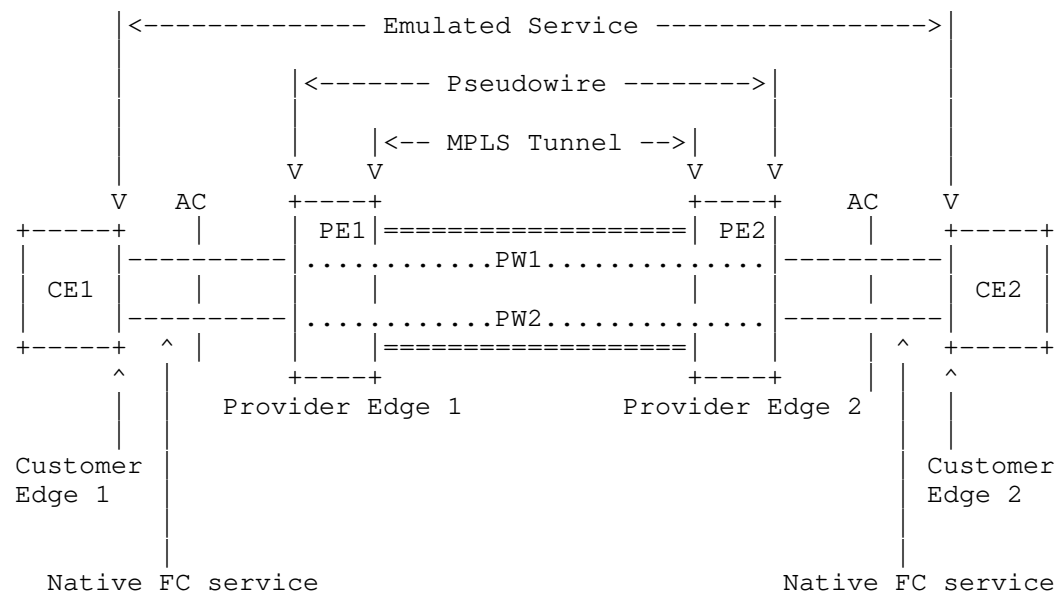 |<-------------- Emulated Service ---------------->|
|<------- Pseudowire -------->|
|<-- MPLS Tunnel -->|
V V V V
V AC AC V
PE1 PE2
PW1
CE1 CE2
PW2
Provider Edge 1 Provider Edge 2
Customer Customer
Edge 1 Edge 2
Native FC service Native FC service